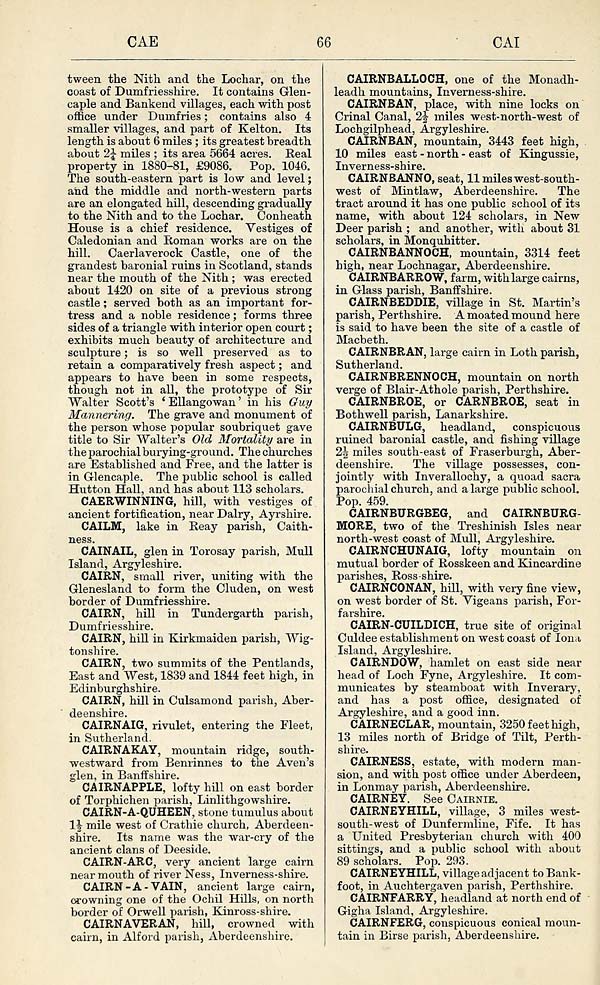 CAE 66 CAI
tween the Nith and the Lochar, on the
coast of Dumfriesshire. It contains Glen-
caple and Bankend villages, each with post
office under Dumfries; contains also 4
smaller villages, and part of Kelton. Its
length is about 6 miles; its greatest breadth
about 2¼ miles; its area 5664 acres. Real
property in 1880-81, £9086. Pop. 1046.
The south-eastern part is low and level;
and the middle and north-western parts
are an elongated hill, descending gradually
to the Nith and to the Lochar. Conheath
House is a chief residence. Vestiges of
Caledonian and Roman works are on the
hill. Caerlaverock Castle, one of the
grandest baronial ruins in Scotland, stands
near the mouth of the Nith; was erected
about 1420 on site of a previous strong
castle; served both as an important for-
tress and a noble residence; forms three
sides of a triangle with interior open court;
exhibits much beauty of architecture and
sculpture; is so well preserved as to
retain a comparatively fresh aspect; and
appears to have been in some respects,
though not in all, the prototype of Sir
Walter Scott's 'Ellangowan' in his Guy
Mannering. The grave and monument of
the person whose popular soubriquet gave
title to Sir Walter's Old Mortality are in
the parochial burying-ground. The churches
are Established and Free, and the latter is
in Glencaple. The public school is called
Hutton Hall, and has about 113 scholars.
CAERWINNING, hill, with vestiges of
ancient fortification, near Dalry, Ayrshire.
CAILM, lake in Reay parish, Caith-
ness.
CAINAIL, glen in Torosay parish, Mull
Island, Argyleshire.
CAIRN, small river, uniting with the
Glenesland to form the Cluden, on west
border of Dumfriesshire.
CAIRN, hill in Tundergarth parish,
Dumfriesshire.
CAIRN, hill in Kirkmaiden parish, Wig-
tonshire.
CAIRN, two summits of the Pentlands,
East and West, 1839 and 1844 feet high, in
Edinburghshire.
CAIRN, hill in Culsamond parish, Aber-
deenshire.
CAIRNAIG, rivulet, entering the Fleet,
in Sutherland.
CAIRNAKAY, mountain ridge, south-
westward from Benrinnes to the Aven's
glen, in Banffshire.
CAIRNAPPLE, lofty hill on east border
of Torphichen parish, Linlithgowshire.
CAIRN-A-QUHEEN, stone tumulus about
1½ mile west of Crathie church, Aberdeen-
shire. Its name was the war-cry of the
ancient clans of Deeside.
CAIRN-ARC, very ancient large cairn
near mouth of river Ness, Inverness-shire.
CAIRN-A-VAIN, ancient large cairn,
crowning one of the Ochil Hills, on north
border of Orwell parish, Kinross-shire.
CAIRNAVERAN, hill, crowned with
cairn, in Alford parish, Aberdeenshire.
CAIRNBALLOCH, one of the Monadh-
leadh mountains, Inverness-shire.
CAIRNBAN, place, with nine locks on
Crinal Canal, 2½ miles west-north-west of
Lochgilphead, Argyleshire.
CAIRNBAN, mountain, 3443 feet high,
10 miles east-north-east of Kingussie,
Inverness-shire.
CAIRNBANNO, seat, 11 miles west-south-
west of Mintlaw, Aberdeenshire. The
tract around it has one public school of its
name, with about 124 scholars, in New
Deer parish; and another, with about 31
scholars, in Monquhitter.
CAIRNBANNOCH, mountain, 3314 feet
high, near Lochnagar, Aberdeenshire.
CAIRNBARROW, farm, with large cairns,
in Glass parish, Banffshire.
CAIRNBEDDIE, village in St. Martin's
parish, Perthshire. A moated mound here
is said to have been the site of a castle of
Macbeth.
CAIRNBRAN, large cairn in Loth parish,
Sutherland.
CAIRNBRENNOCH, mountain on north
verge of Blair-Athole parish, Perthshire.
CAIRNBROE, or CARNBROE, seat in
Bothwell parish, Lanarkshire.
CAIRNBULG, headland, conspicuous
ruined baronial castle, and fishing village
2½ miles south-east of Fraserburgh, Aber-
deenshire. The village possesses, con-
jointly with Inverallochy, a quoad sacra
parochial church, and a large public school.
Pop. 459.
CAIRNBURGBEG, and CAIRNBURG-
MORE, two of the Treshinish Isles near
north-west coast of Mull, Argyleshire.
CAIRNCHUNAIG, lofty mountain on
mutual border of Rosskeen and Kincardine
parishes, Ross-shire.
CAIRNCONAN, hill, with very fine view,
on west border of St. Vigeans parish, For-
farshire.
CAIRN-CUILDICH, true site of original
Culdee establishment on west coast of Iona
Island, Argyleshire.
CAIRNDOW, hamlet on east side near
head of Loch Fyne, Argyleshire. It com-
municates by steamboat with Inverary,
and has a post office, designated of
Argyleshire, and a good inn.
CAIRNECLAR, mountain, 3250 feet high,
13 miles north of Bridge of Tilt, Perth-
shire.
CAIRNESS, estate, with modern man-
sion, and with post office under Aberdeen,
in Lonmay parish, Aberdeenshire.
CAIRNEY. See CAIRNIE.
CAIRNEYHILL, village, 3 miles west-
south-west of Dunfermline, Fife. It has
a United Presbyterian church with 400
sittings, and a public school with about
89 scholars. Pop. 293.
CAIRNEYHILL, village adjacent to Bank-
foot, in Auchtergaven parish, Perthshire.
CAIRNFARRY, headland at north end of
Gigha Island, Argyleshire.
CAIRNFERG, conspicuous conical moun-
tain in Birse parish, Aberdeenshire.